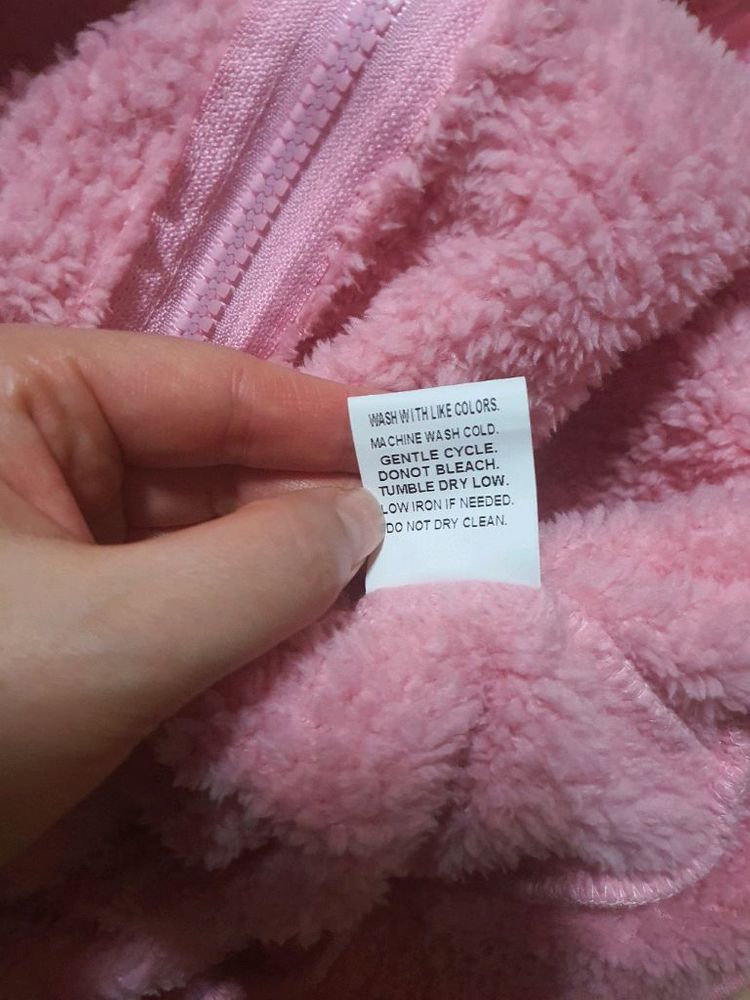 WASH WITH LIKE COLORS.
MACHINE WASH COLD.
GENTLE CYCLE.
DONOT BLEACH.
TUMBLE DRY LOW.
LOW IRON IF NEEDED.
DO NOT DRY CLEAN.